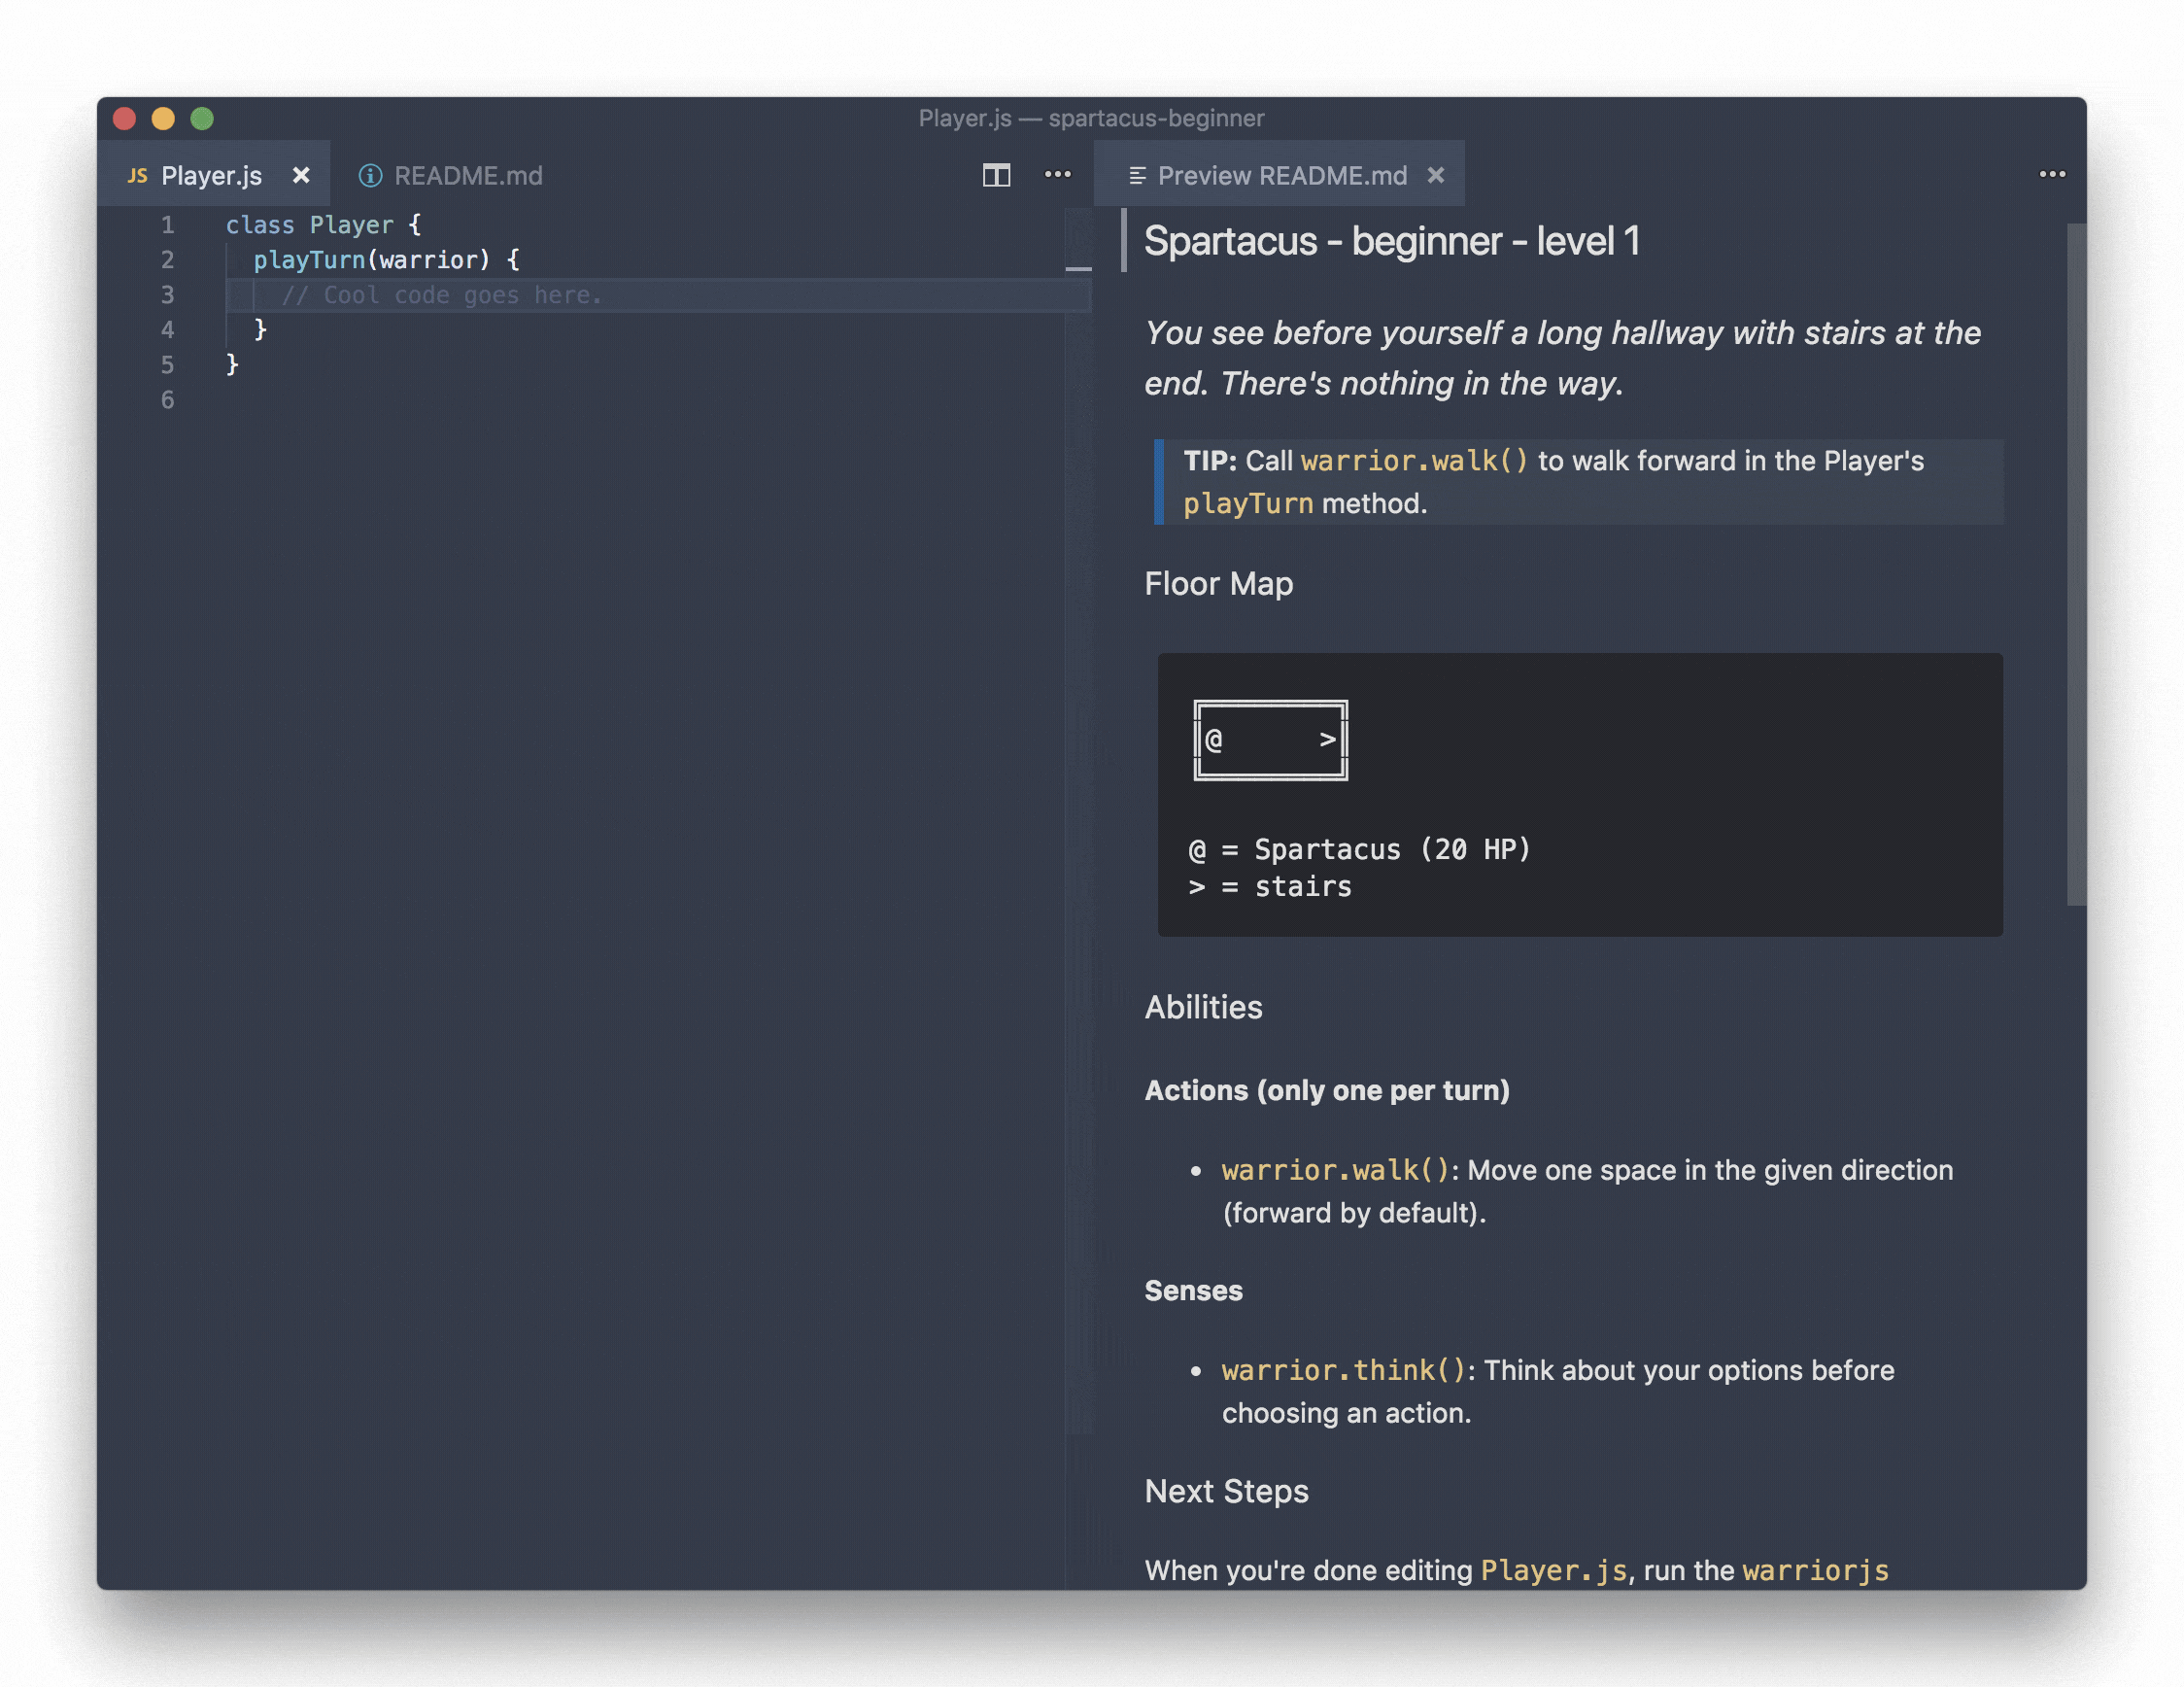 Player.js — spartacus-beginner
JS Player.js × README.md
Preview README.md ×
1 class Player {
2   playTurn(warrior) {
3     // Cool code goes here.
4   }
5 }
6
Spartacus - beginner - level 1
You see before yourself a long hallway with stairs at the
end. There's nothing in the way.
TIP: Call warrior.walk() to walk forward in the Player's
playTurn method.
Floor Map
╔════════╗
║@      >║
╚════════╝
@ = Spartacus (20 HP)
> = stairs
Abilities
Actions (only one per turn)
• warrior.walk(): Move one space in the given direction
(forward by default).
Senses
• warrior.think(): Think about your options before
choosing an action.
Next Steps
When you're done editing Player.js, run the warriorjs